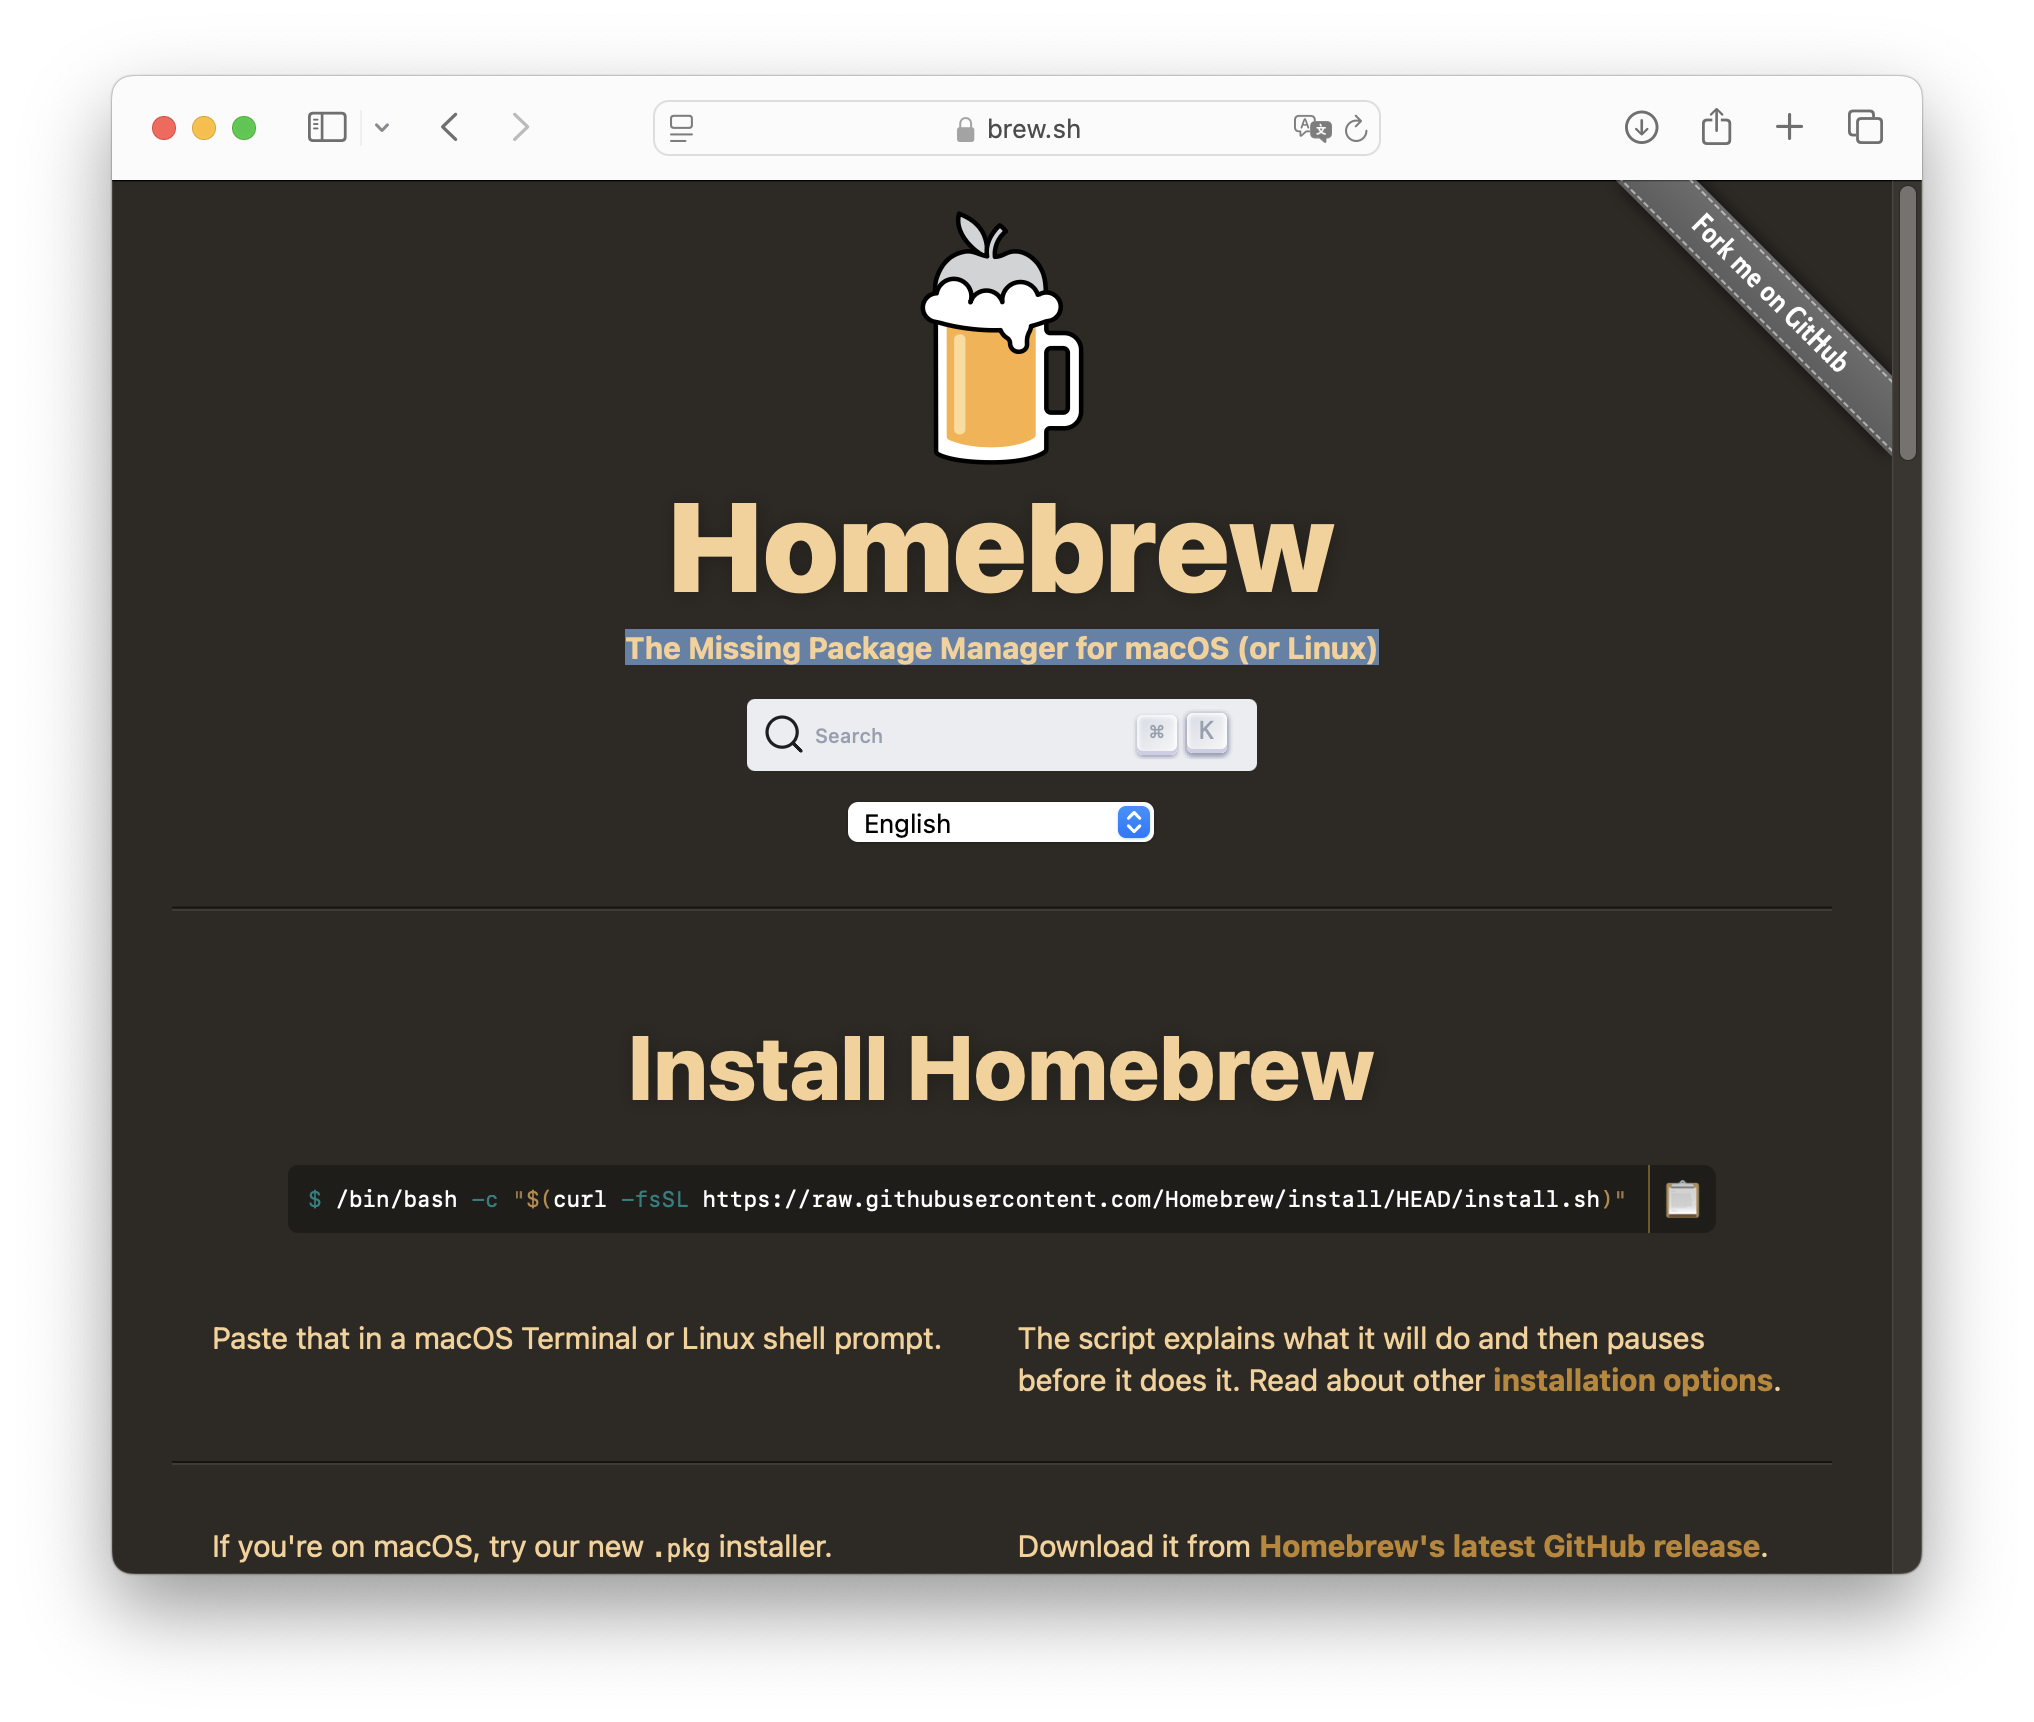 brew.sh
Fork me on GitHub
Homebrew
The Missing Package Manager for macOS (or Linux)
Search ⌘ K
English
Install Homebrew
$ /bin/bash -c "$(curl -fsSL https://raw.githubusercontent.com/Homebrew/install/HEAD/install.sh)"
Paste that in a macOS Terminal or Linux shell prompt.
The script explains what it will do and then pauses
before it does it. Read about other installation options.
If you're on macOS, try our new .pkg installer.
Download it from Homebrew's latest GitHub release.